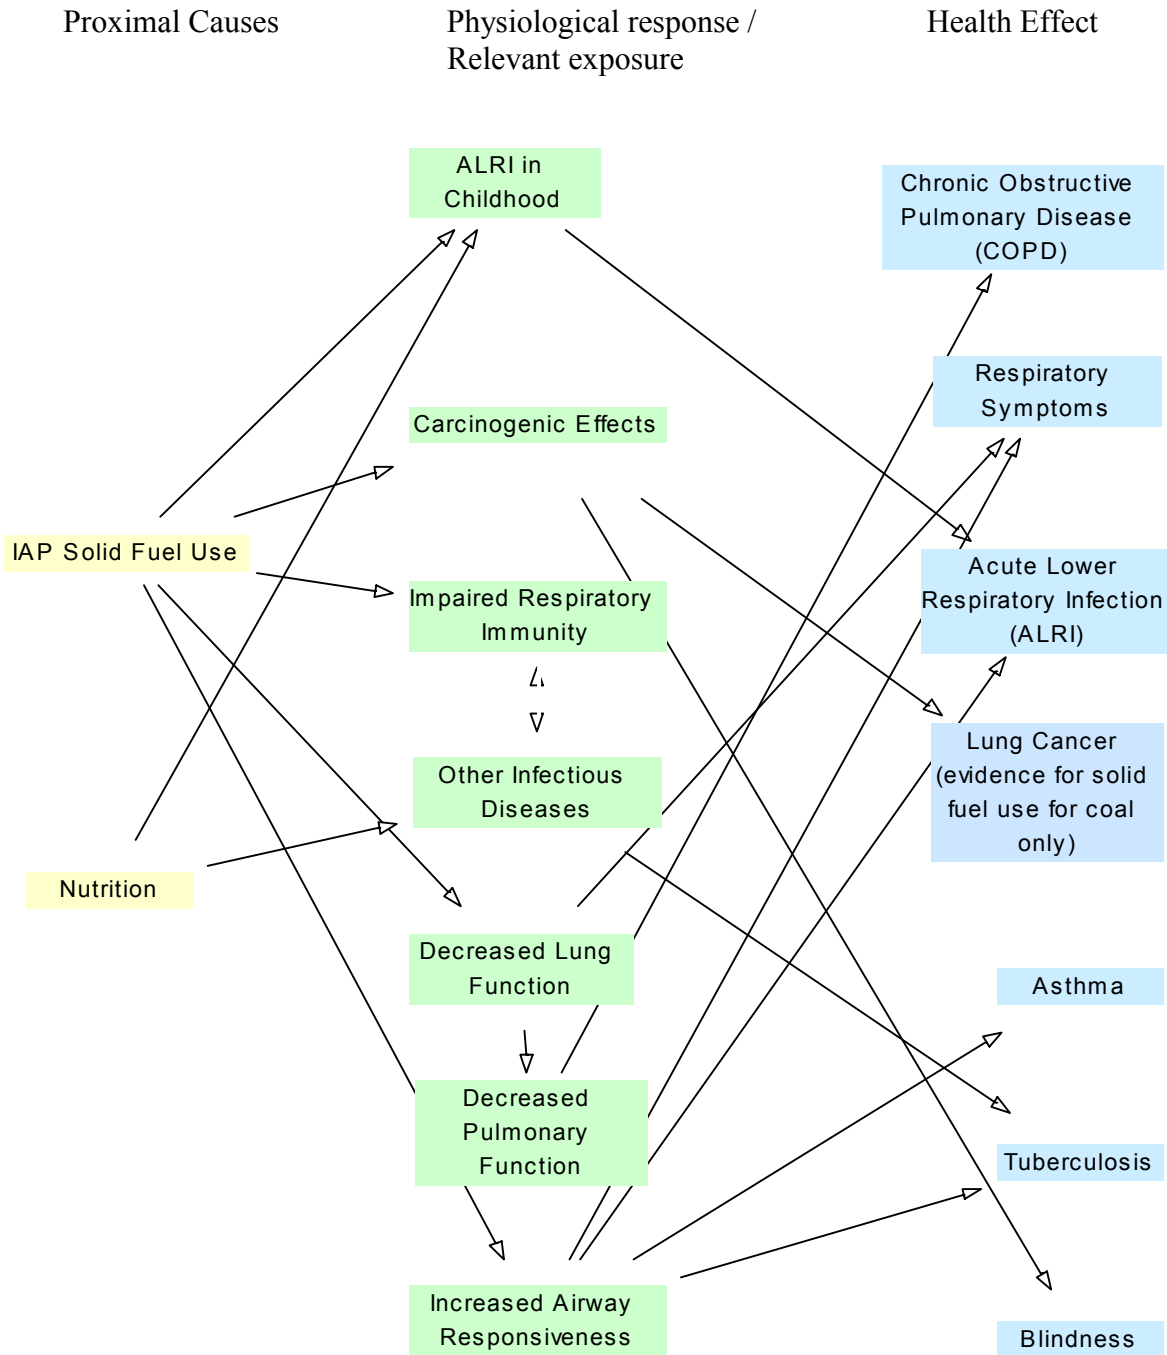 Proximal Causes
Physiological response /
Relevant exposure
Health Effect
ALRI in
Childhood
Chronic Obstructive
Pulmonary Disease
(COPD)
Respiratory
Symptoms
Carcinogenic Effects
IAP Solid Fuel Use
Impaired Respiratory
Immunity
Acute Lower
Respiratory Infection
(ALRI)
Other Infectious
Diseases
Lung Cancer
(evidence for solid
fuel use for coal
only)
Nutrition
Decreased Lung
Function
Asthma
Decreased
Pulmonary
Function
Tuberculosis
Increased Airway
Responsiveness
Blindness